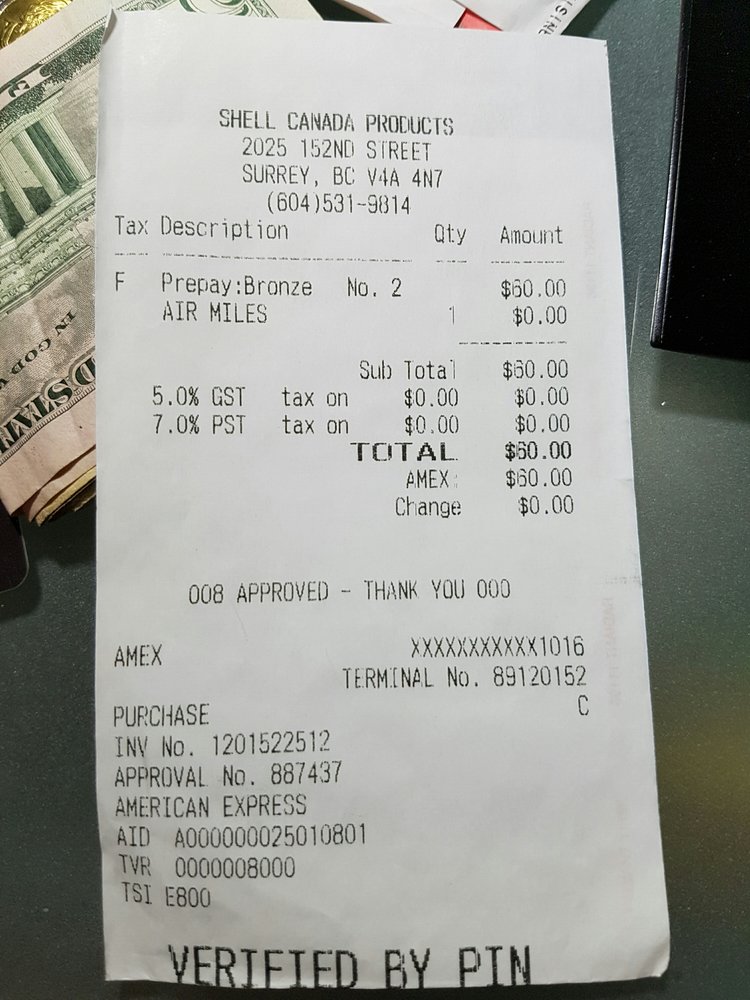 SHELL CANADA PRODUCTS
2025 152ND STREET
SURREY, BC V4A 4N7
(604)531-9814
Tax Description Qty Amount
F Prepay:Bronze No. 2 $60.00
AIR MILES 1 $0.00
Sub Total $60.00
5.0% GST tax on $0.00 $0.00
7.0% PST tax on $0.00 $0.00
TOTAL $60.00
AMEX: $60.00
Change $0.00
008 APPROVED - THANK YOU 000
AMEX XXXXXXXXXXX1016
TERMINAL No. 89120152
C
PURCHASE
INV No. 1201522512
APPROVAL No. 887437
AMERICAN EXPRESS
AID A000000025010801
TVR 0000008000
TSI E800
VERIFIED BY PIN
IN GOD